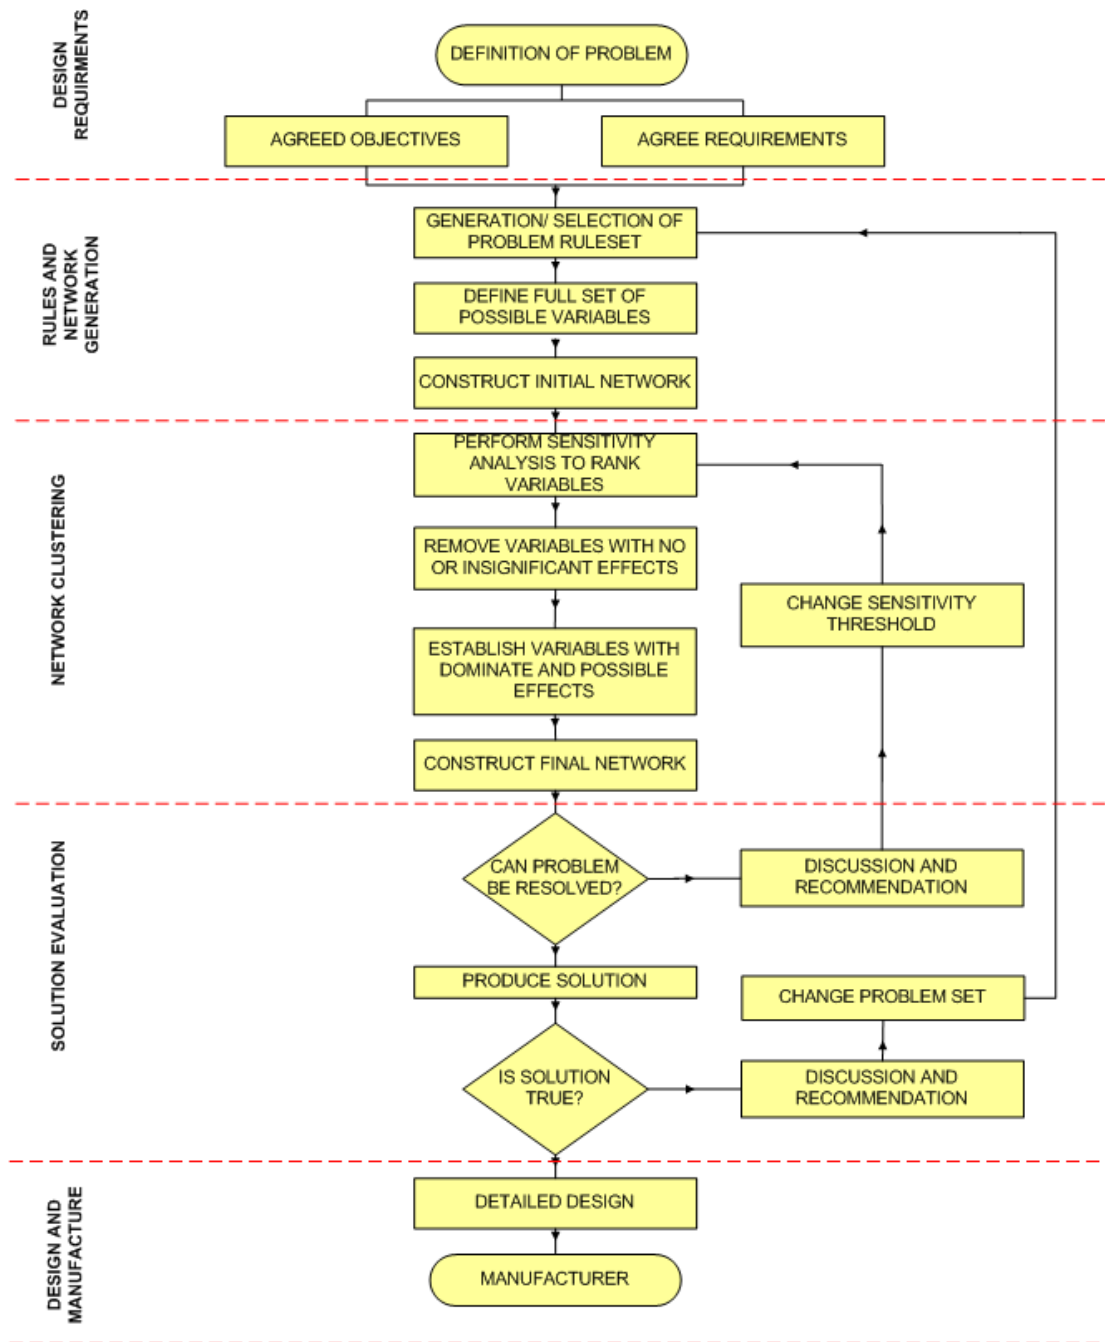 DESIGN
REQUIRMENTS
DEFINITION OF PROBLEM
AGREED OBJECTIVES
AGREE REQUIREMENTS
RULES AND
NETWORK
GENERATION
GENERATION/ SELECTION OF
PROBLEM RULESET
DEFINE FULL SET OF
POSSIBLE VARIABLES
CONSTRUCT INITIAL NETWORK
NETWORK CLUSTERING
PERFORM SENSITIVITY
ANALYSIS TO RANK
VARIABLES
REMOVE VARIABLES WITH NO
OR INSIGNIFICANT EFFECTS
CHANGE SENSITIVITY
THRESHOLD
ESTABLISH VARIABLES WITH
DOMINATE AND POSSIBLE
EFFECTS
CONSTRUCT FINAL NETWORK
SOLUTION EVALUATION
CAN PROBLEM
BE RESOLVED?
DISCUSSION AND
RECOMMENDATION
PRODUCE SOLUTION
CHANGE PROBLEM SET
IS SOLUTION
TRUE?
DISCUSSION AND
RECOMMENDATION
DESIGN AND
MANUFACTURE
DETAILED DESIGN
MANUFACTURER